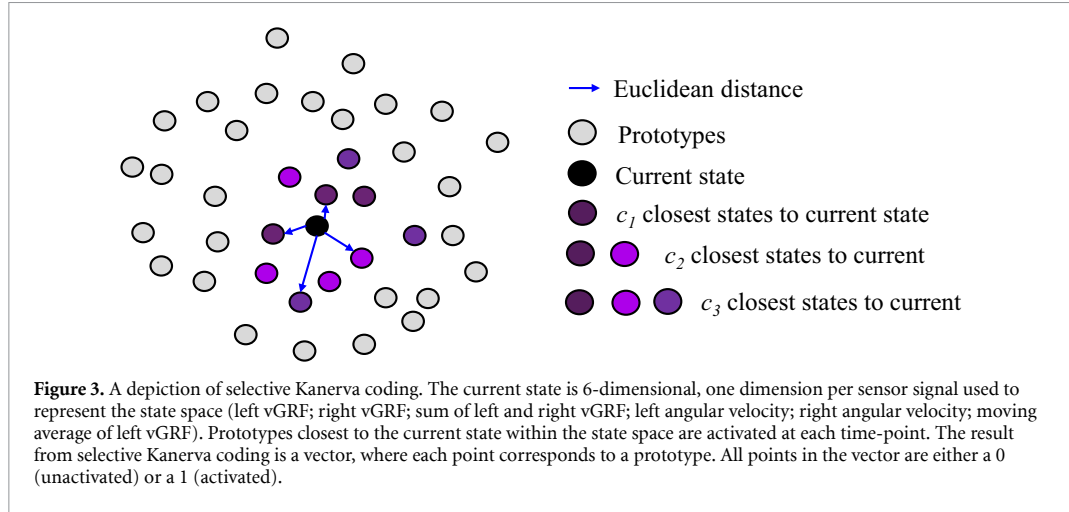 Euclidean distance
Prototypes
Current state
c1 closest states to current state
c2 closest states to current
c3 closest states to current
Figure 3. A depiction of selective Kanerva coding. The current state is 6-dimensional, one dimension per sensor signal used to
represent the state space (left vGRF; right vGRF; sum of left and right vGRF; left angular velocity; right angular velocity; moving
average of left vGRF). Prototypes closest to the current state within the state space are activated at each time-point. The result
from selective Kanerva coding is a vector, where each point corresponds to a prototype. All points in the vector are either a 0
(unactivated) or a 1 (activated).